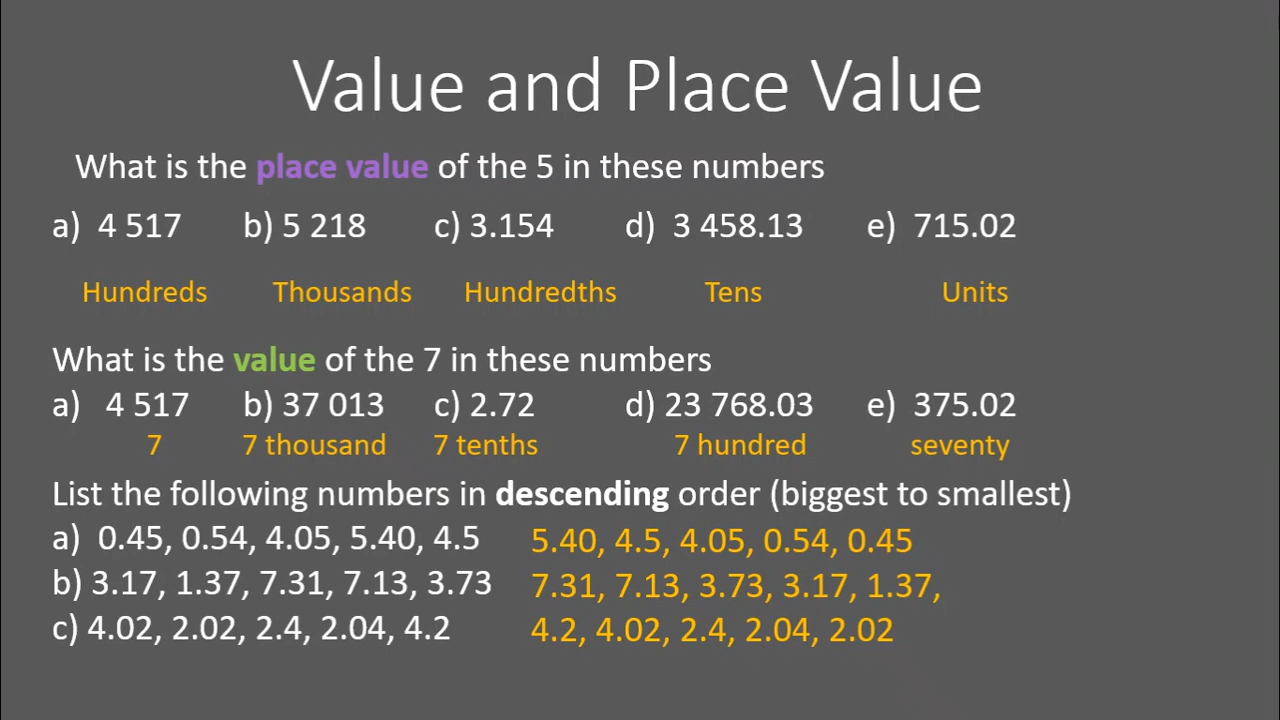 Value and Place Value
What is the place value of the 5 in these numbers
a) 4 517 b) 5 218 c) 3.154 d) 3 458.13 e) 715.02
Hundreds Thousands Hundredths Tens Units
What is the value of the 7 in these numbers
a) 4 517 b) 37 013 c) 2.72 d) 23 768.03 e) 375.02
7 7 thousand 7 tenths 7 hundred seventy
List the following numbers in descending order (biggest to smallest)
a) 0.45, 0.54, 4.05, 5.40, 4.5 5.40, 4.5, 4.05, 0.54, 0.45
b) 3.17, 1.37, 7.31, 7.13, 3.73 7.31, 7.13, 3.73, 3.17, 1.37,
c) 4.02, 2.02, 2.4, 2.04, 4.2 4.2, 4.02, 2.4, 2.04, 2.02